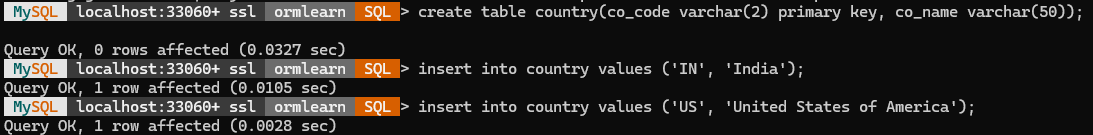 MySQL localhost:33060+ ssl ormlearn SQL > create table country(co_code varchar(2) primary key, co_name varchar(50));
Query OK, 0 rows affected (0.0327 sec)
MySQL localhost:33060+ ssl ormlearn SQL > insert into country values ('IN', 'India');
Query OK, 1 row affected (0.0105 sec)
MySQL localhost:33060+ ssl ormlearn SQL > insert into country values ('US', 'United States of America');
Query OK, 1 row affected (0.0028 sec)